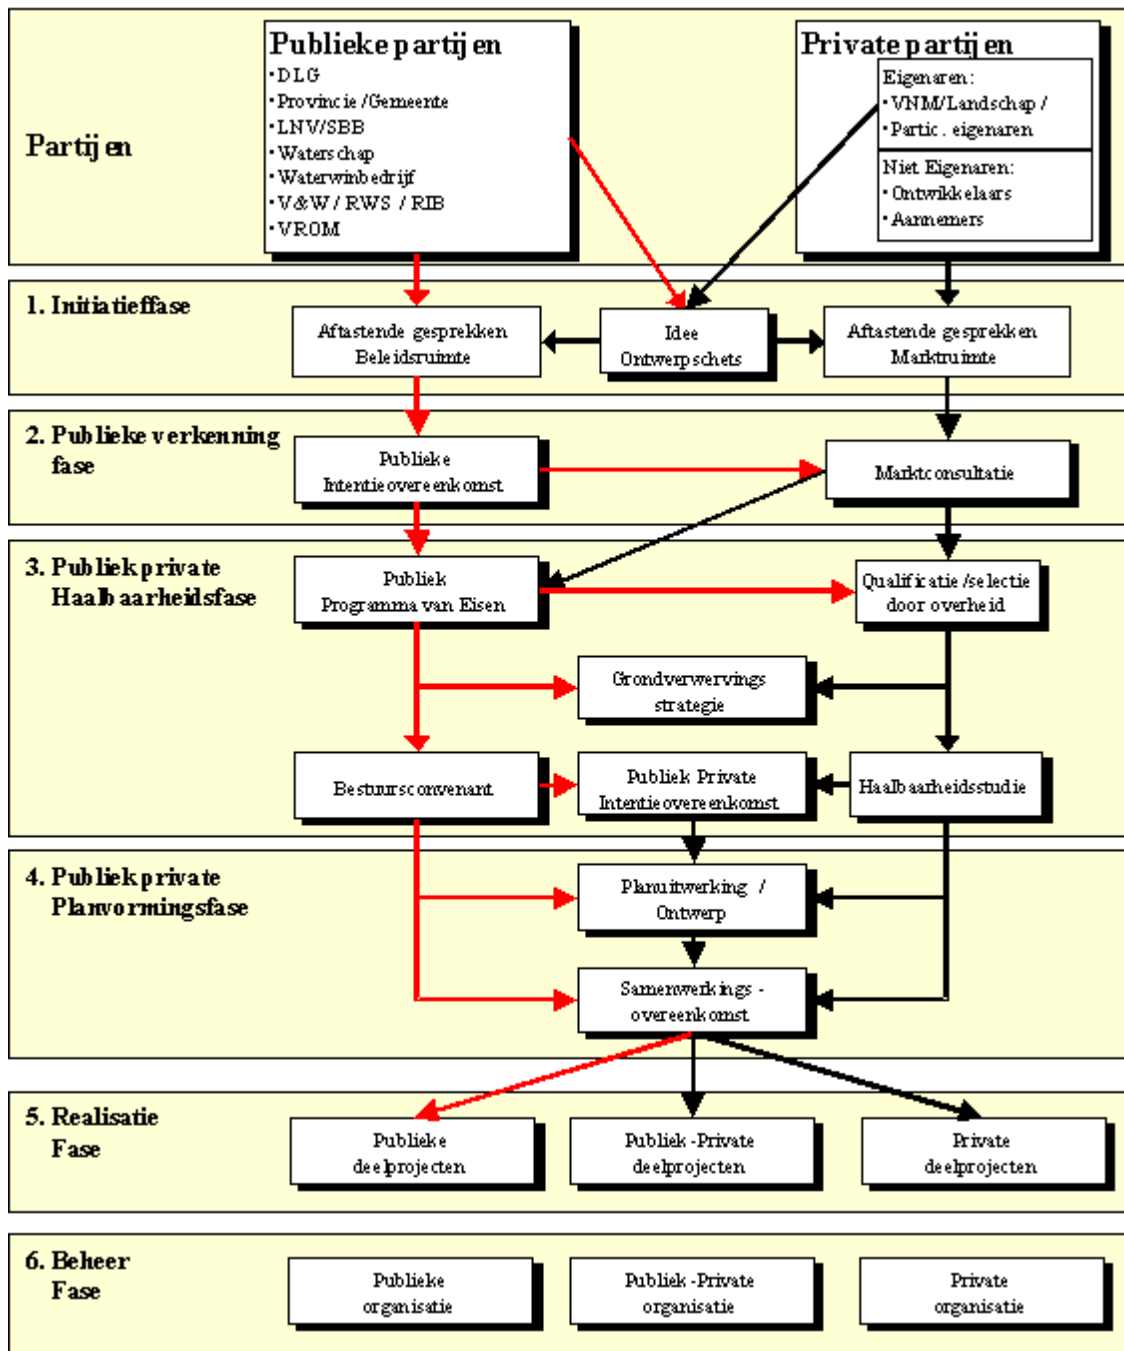 Publieke partijen
• DLG
• Provincie /Gemeente
• LNV/SBB
• Waterschap
• Waterwinbedrijf
• V&W / RWS / RIB
• VROM
Private partijen
Eigenaren:
• VNM/Landschap /
• Partic. eigenaren
Niet Eigenaren:
• Ontwikkelaars
• Aannemers
Partijen
1. Initiatieffase
Aftastende gesprekken
Beleidsruimte
Idee
Ontwerpschets
Aftastende gesprekken
Marktruimte
2. Publieke verkenning
fase
Publieke
Intentieovereenkomst
Marktconsultatie
3. Publiek private
Haalbaarheidsfase
Publiek
Programma van Eisen
Qualificatie /selectie
door overheid
Grondverwervings
strategie
Bestuursconvenant
Publiek Private
Intentieovereenkomst
Haalbaarheidsstudie
4. Publiek private
Planvormingsfase
Planuitwerking /
Ontwerp
Samenwerkings -
overeenkomst
5. Realisatie
Fase
Publieke
deelprojecten
Publiek -Private
deelprojecten
Private
deelprojecten
6. Beheer
Fase
Publieke
organisatie
Publiek -Private
organisatie
Private
organisatie